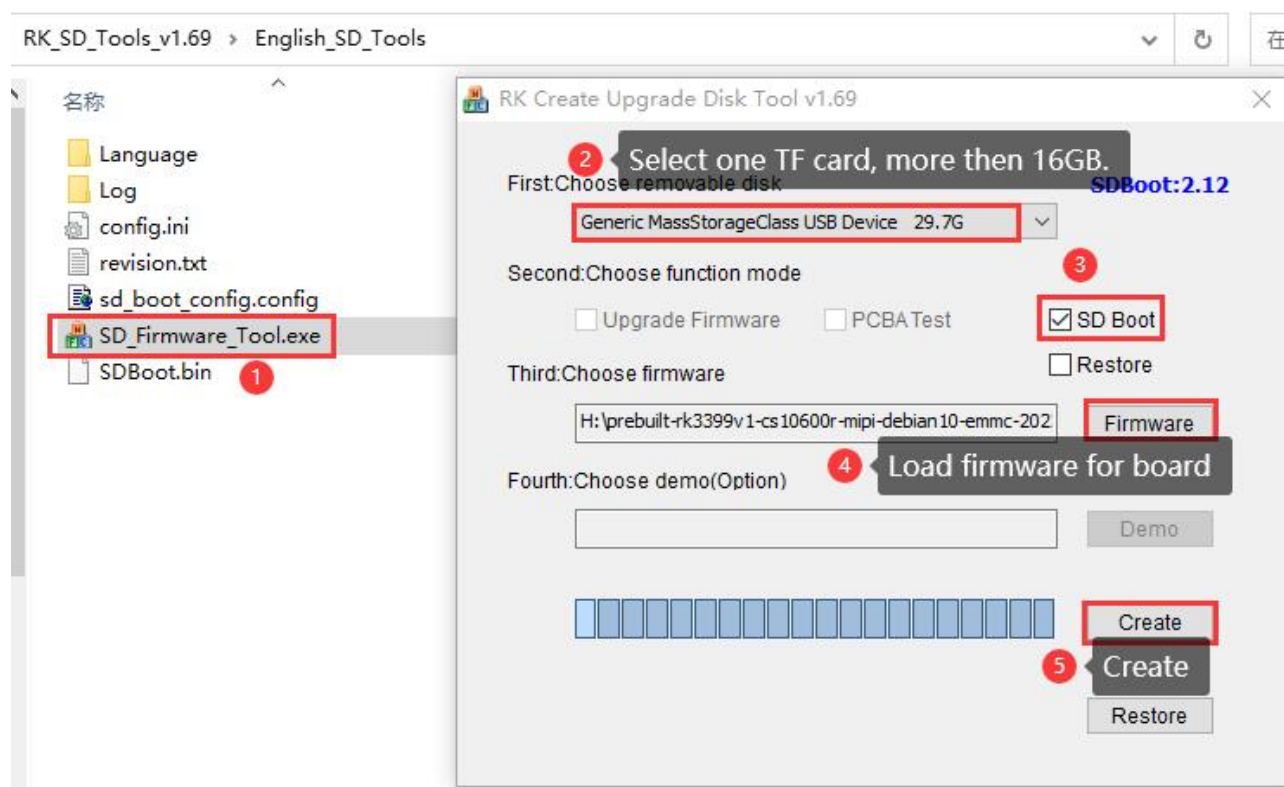 RK_SD_Tools_v1.69 › English_SD_Tools
在
名称
Language
Log
config.ini
revision.txt
sd_boot_config.config
SD_Firmware_Tool.exe
1
SDBoot.bin
RK Create Upgrade Disk Tool v1.69
2 Select one TF card, more then 16GB.
First:Choose removable disk
SDBoot:2.12
Generic MassStorageClass USB Device 29.7G
Second:Choose function mode
3
Upgrade Firmware
PCBA Test
SD Boot
Restore
Third:Choose firmware
H:\prebuilt-rk3399v1-cs10600r-mipi-debian10-emmc-202
Firmware
4 Load firmware for board
Fourth:Choose demo(Option)
Demo
Create
5 Create
Restore